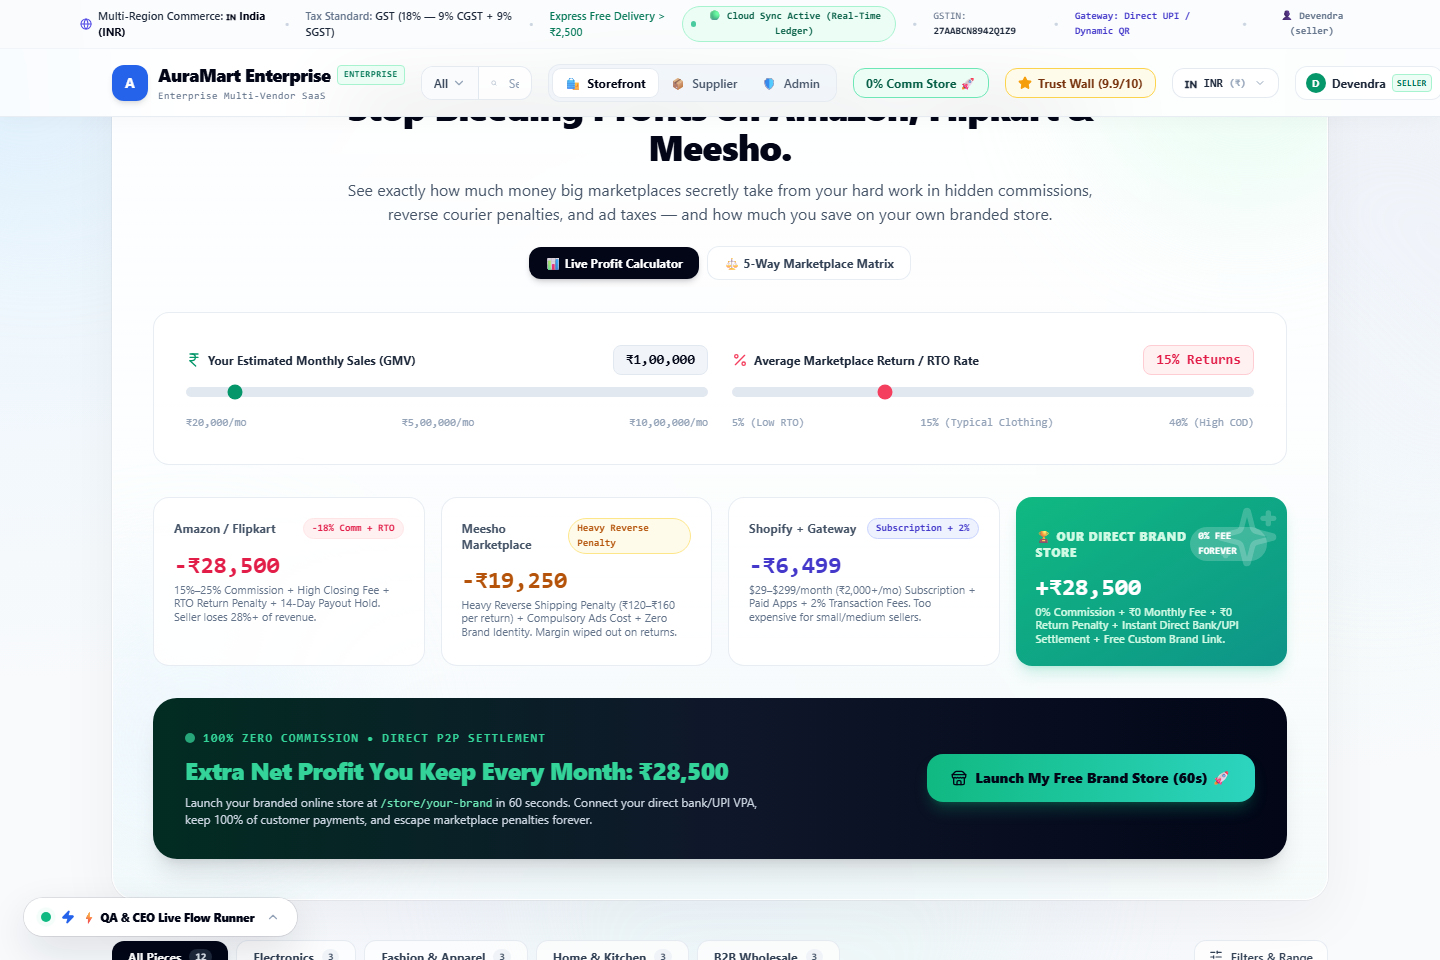 Multi-Region Commerce: IN India (INR)
Tax Standard: GST (18% — 9% CGST + 9% SGST)
Express Free Delivery > ₹2,500
Cloud Sync Active (Real-Time Ledger)
GSTIN: 27AABCN8942Q1Z9
Gateway: Direct UPI / Dynamic QR
Devendra (seller)
A
AuraMart Enterprise
ENTERPRISE
Enterprise Multi-Vendor SaaS
All
Se
Storefront
Supplier
Admin
0% Comm Store 🚀
Trust Wall (9.9/10)
IN INR (₹)
D
Devendra
SELLER
Stop Bleeding Profits on Amazon, Flipkart &
Meesho.
See exactly how much money big marketplaces secretly take from your hard work in hidden commissions,
reverse courier penalties, and ad taxes — and how much you save on your own branded store.
📊 Live Profit Calculator
⚖️ 5-Way Marketplace Matrix
₹ Your Estimated Monthly Sales (GMV)
₹1,00,000
₹20,000/mo
₹5,00,000/mo
₹10,00,000/mo
% Average Marketplace Return / RTO Rate
15% Returns
5% (Low RTO)
15% (Typical Clothing)
40% (High COD)
Amazon / Flipkart
-18% Comm + RTO
-₹28,500
15%–25% Commission + High Closing Fee +
RTO Return Penalty + 14-Day Payout Hold.
Seller loses 28%+ of revenue.
Meesho
Marketplace
Heavy Reverse
Penalty
-₹19,250
Heavy Reverse Shipping Penalty (₹120–₹160
per return) + Compulsory Ads Cost + Zero
Brand Identity. Margin wiped out on returns.
Shopify + Gateway
Subscription + 2%
-₹6,499
$29–$299/month (₹2,000+/mo) Subscription +
Paid Apps + 2% Transaction Fees. Too
expensive for small/medium sellers.
🏆 OUR DIRECT BRAND
STORE
0% FEE
FOREVER
+₹28,500
0% Commission + ₹0 Monthly Fee + ₹0
Return Penalty + Instant Direct Bank/UPI
Settlement + Free Custom Brand Link.
100% ZERO COMMISSION • DIRECT P2P SETTLEMENT
Extra Net Profit You Keep Every Month: ₹28,500
Launch your branded online store at /store/your-brand in 60 seconds. Connect your direct bank/UPI VPA,
keep 100% of customer payments, and escape marketplace penalties forever.
Launch My Free Brand Store (60s) 🚀
QA & CEO Live Flow Runner
All Pieces 12
Electronics 3
Fashion & Apparel 3
Home & Kitchen 3
B2B Wholesale 3
Filters & Range